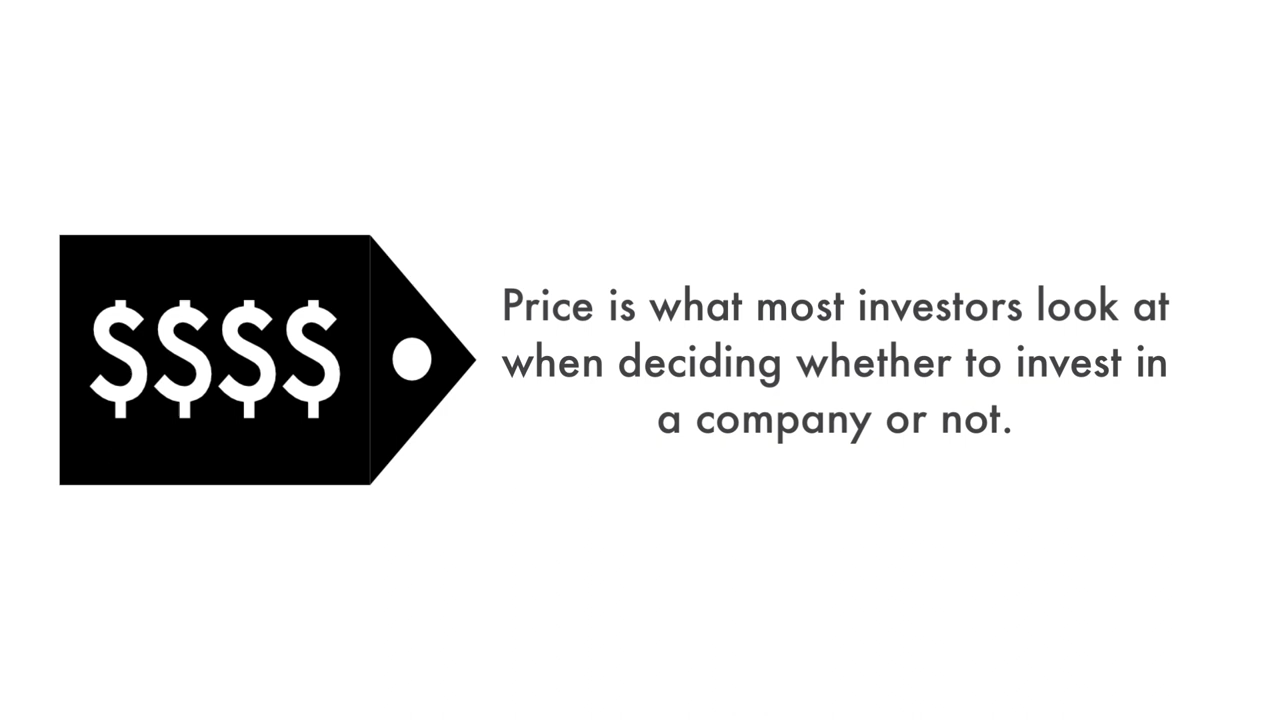 $$$$
Price is what most investors look at
when deciding whether to invest in
a company or not.